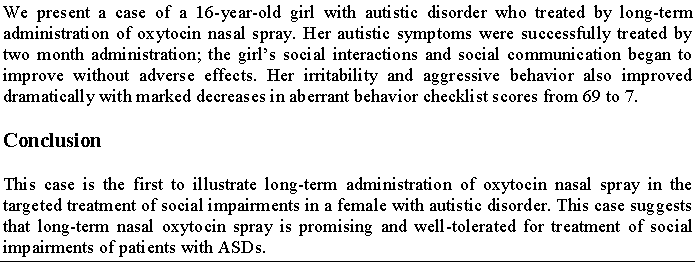 We present a case of a 16-year-old girl with autistic disorder who treated by long-term
administration of oxytocin nasal spray. Her autistic symptoms were successfully treated by
two month administration; the girl's social interactions and social communication began to
improve without adverse effects. Her irritability and aggressive behavior also improved
dramatically with marked decreases in aberrant behavior checklist scores from 69 to 7.
Conclusion
This case is the first to illustrate long-term administration of oxytocin nasal spray in the
targeted treatment of social impairments in a female with autistic disorder. This case suggests
that long-term nasal oxytocin spray is promising and well-tolerated for treatment of social
impairments of patients with ASDs.